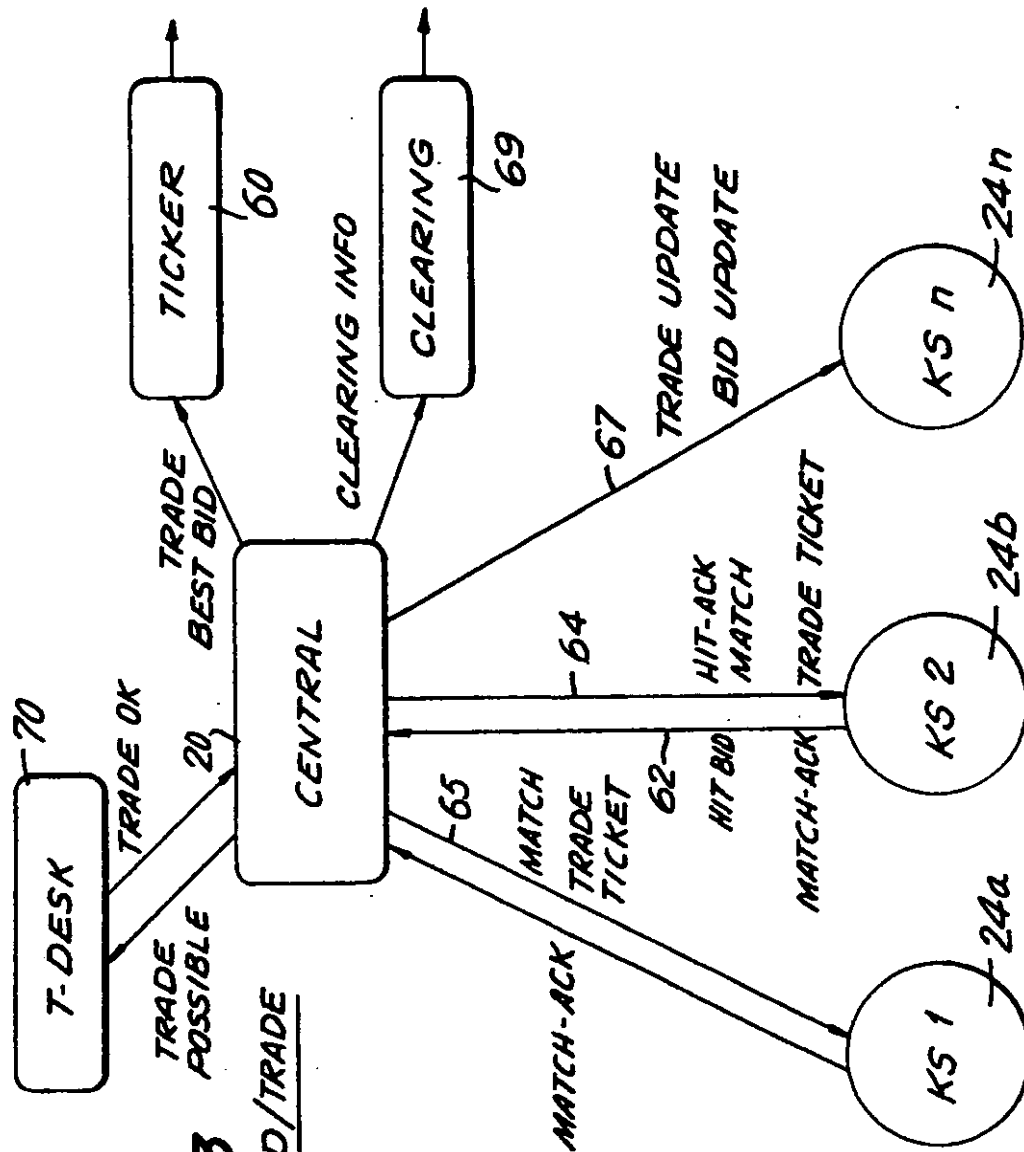 T-DESK
70
TRADE OK
TRADE
POSSIBLE
20
CENTRAL
TRADE
BEST BID
TICKER
60
CLEARING INFO
CLEARING
69
3
D/TRADE
MATCH-ACK
65
MATCH
TRADE
TICKET
62
HIT BID
MATCH-ACK
64
HIT-ACK
MATCH
TRADE TICKET
67
TRADE UPDATE
BID UPDATE
KS 1
24a
KS 2
24b
KS n
24n